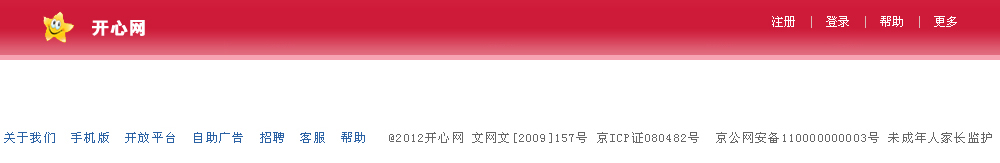 开心网 注册 | 登录 | 帮助 | 更多
关于我们 手机版 开放平台 自助广告 招聘 客服 帮助 @2012开心网 文网文[2009]157号 京ICP证080482号 京公网安备110000000003号 未成年人家长监护